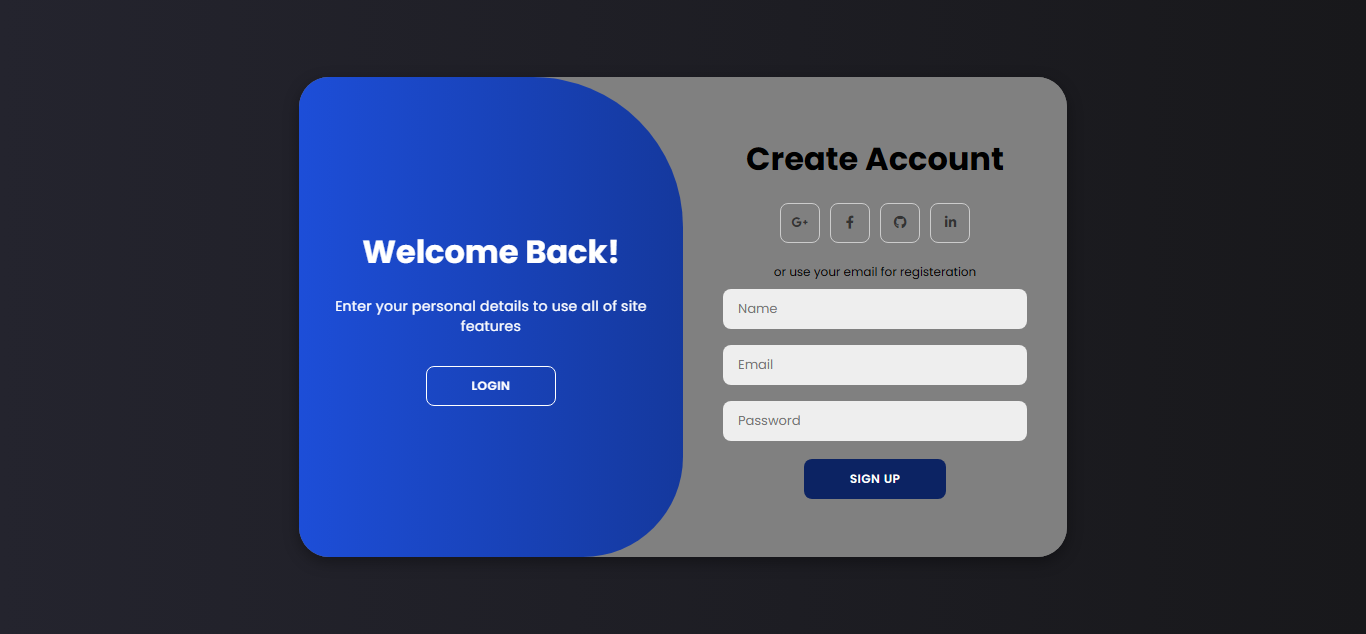 Welcome Back!
Enter your personal details to use all of site
features
LOGIN
Create Account
G+
f
in
or use your email for registeration
Name
Email
Password
SIGN UP